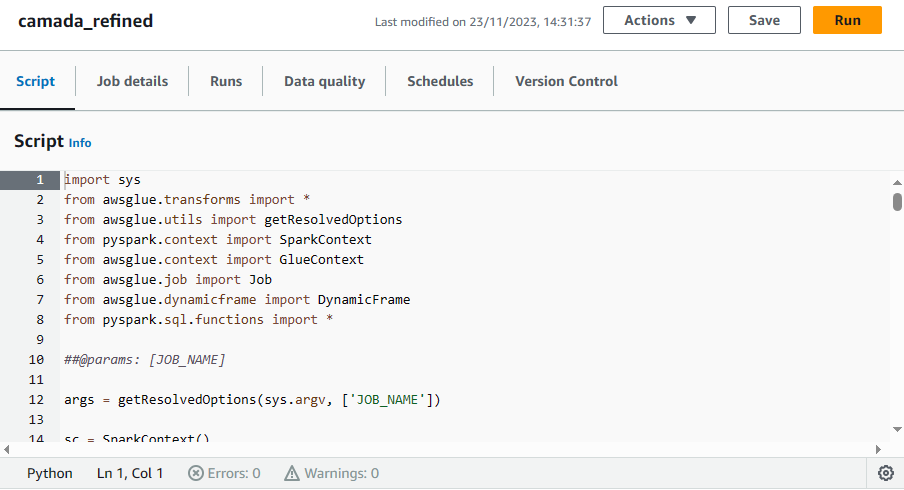 camada_refined
Last modified on 23/11/2023, 14:31:37
Actions ▼
Save
Run
Script
Job details
Runs
Data quality
Schedules
Version Control
Script Info
1 import sys
2 from awsglue.transforms import *
3 from awsglue.utils import getResolvedOptions
4 from pyspark.context import SparkContext
5 from awsglue.context import GlueContext
6 from awsglue.job import Job
7 from awsglue.dynamicframe import DynamicFrame
8 from pyspark.sql.functions import *
9
10 ##@params: [JOB_NAME]
11
12 args = getResolvedOptions(sys.argv, ['JOB_NAME'])
13
14 sc = SparkContext()
Python Ln 1, Col 1 Errors: 0 Warnings: 0